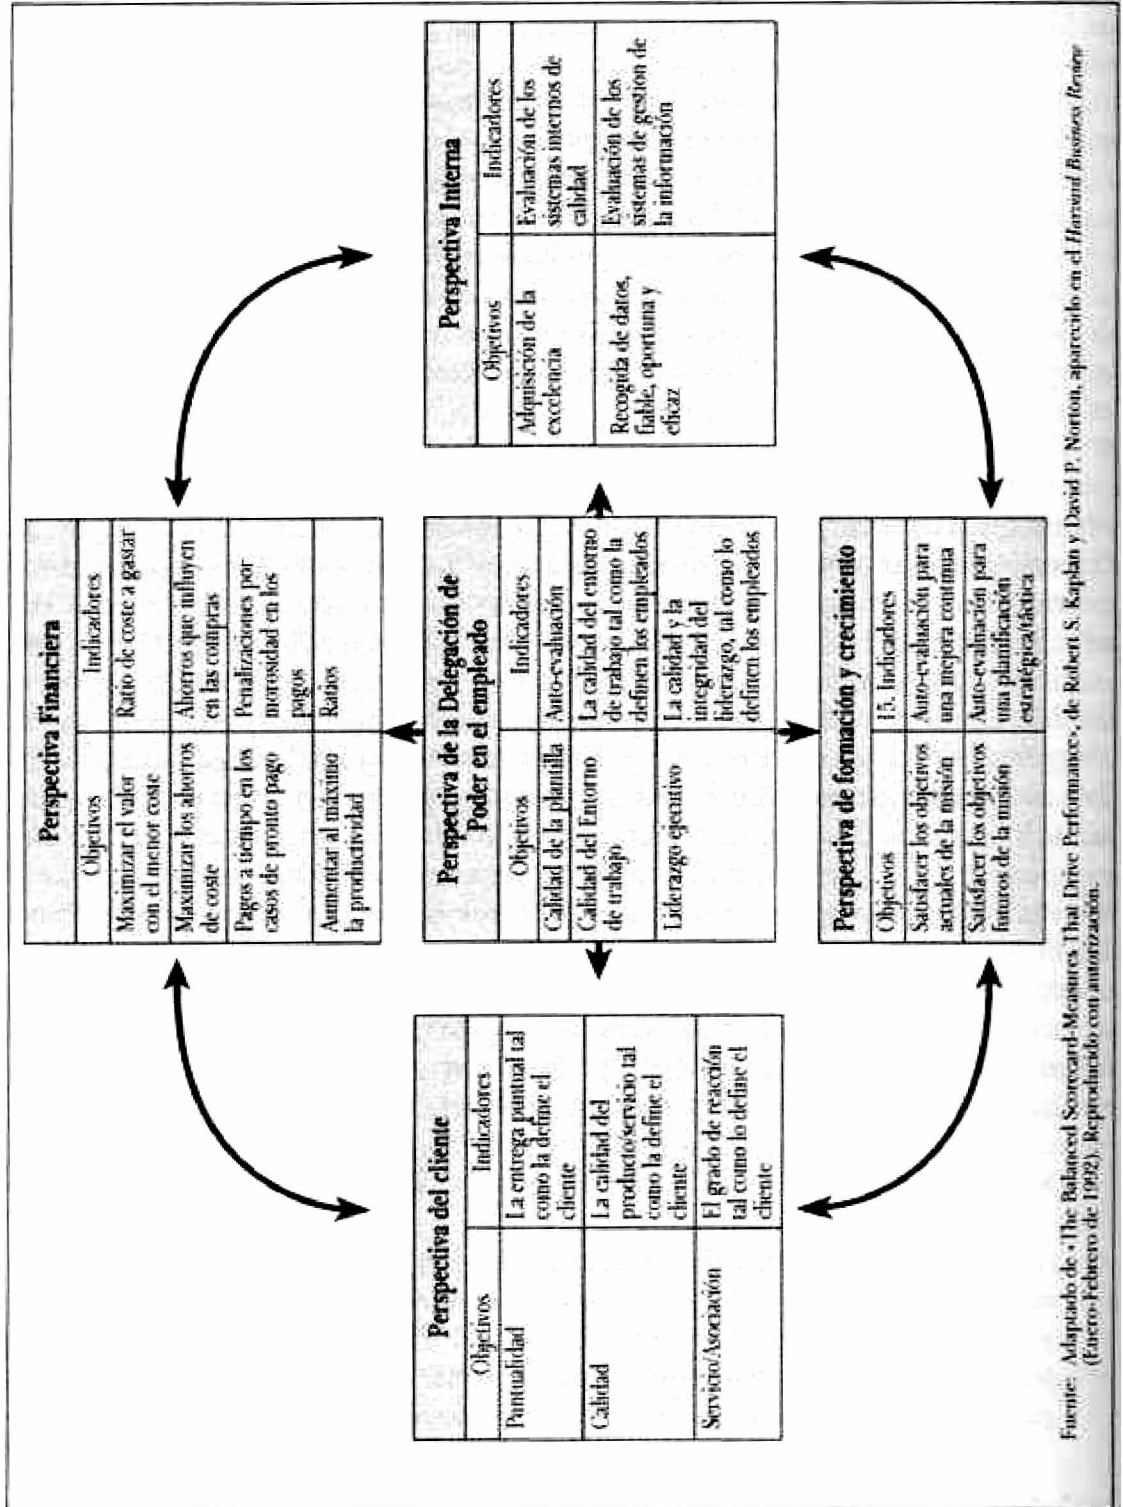 Perspectiva Financiera
Objetivos
Indicadores
Maximizar el valor
con el menor coste
Ratio de coste a gastar
Maximizar los ahorros
de coste
Ahorros que influyen
en las compras
Pagos a tiempo en los
casos de pronto pago
Penalizaciones por
morosidad en los
pagos
Aumentar al máximo
la productividad
Ratios
Perspectiva del cliente
Objetivos
Indicadores
Puntualidad
La entrega puntual tal
como la define el
cliente
Calidad
La calidad del
producto/servicio tal
como la define el
cliente
Servicio/Asociación
El grado de reacción
tal como lo define el
cliente
Perspectiva de la Delegación de
Poder en el empleado
Objetivos
Indicadores
Calidad de la plantilla
Auto-evaluación
Calidad del Entorno
de trabajo
La calidad del entorno
de trabajo tal como la
definen los empleados
Liderazgo ejecutivo
La calidad y la
integridad del
liderazgo, tal como lo
definen los empleados
Perspectiva Interna
Objetivos
Indicadores
Adquisición de la
excelencia
Evaluación de los
sistemas internos de
calidad
Recogida de datos,
fiable, oportuna y
eficaz
Evaluación de los
sistemas de gestión de
la información
Perspectiva de formación y crecimiento
Objetivos
15. Indicadores
Satisfacer los objetivos
actuales de la misión
Auto-evaluación para
una mejora continua
Satisfacer los objetivos
futuros de la misión
Auto-evaluación para
una planificación
estratégica/táctica
Fuente: Adaptado de «The Balanced Scorecard-Measures That Drive Performance», de Robert S. Kaplan y David P. Norton, aparecido en el Harvard Business Review
(Enero-Febrero de 1992). Reproducido con autorización.